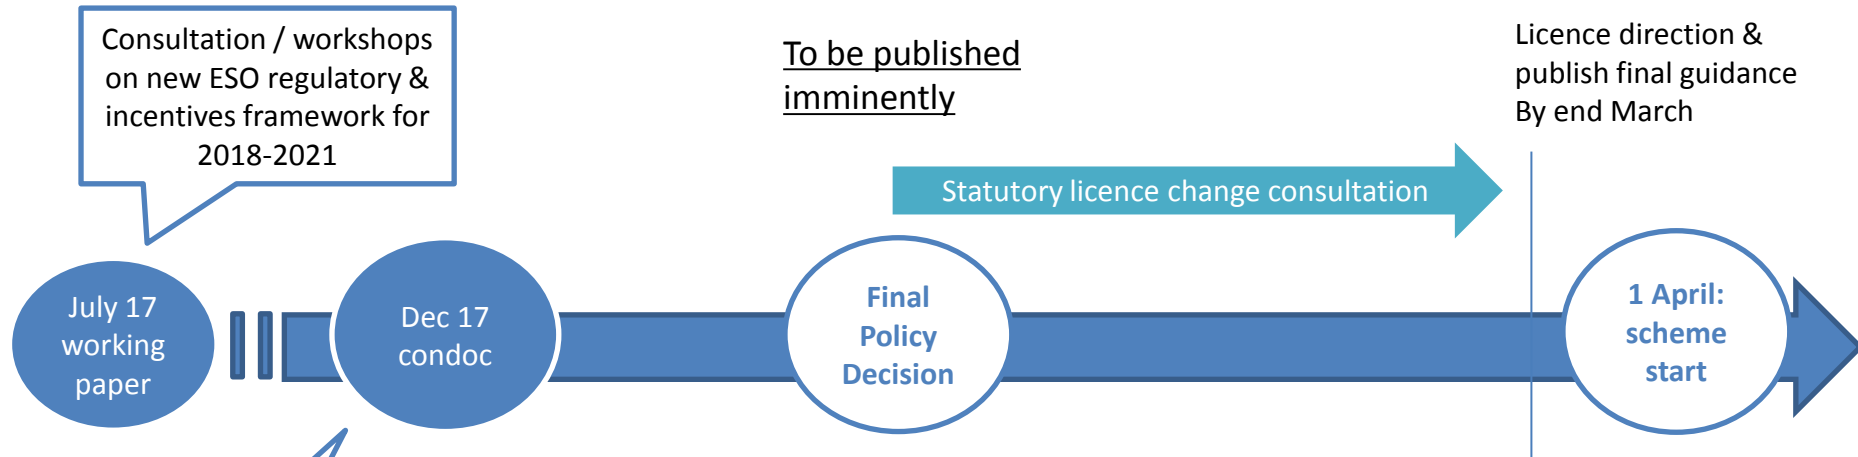 Consultation / workshops
on new ESO regulatory &
incentives framework for
2018-2021
To be published
imminently
Licence direction &
publish final guidance
By end March
Statutory licence change consultation
July 17
working
paper
Dec 17
condoc
Final
Policy
Decision
1 April:
scheme
start